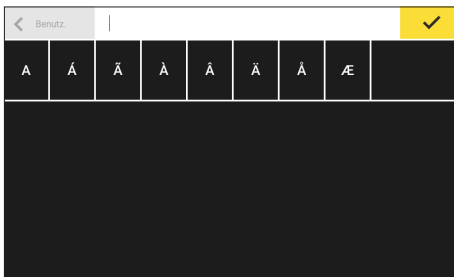 Benutz.
A Á Ã À Â Ä Å Æ